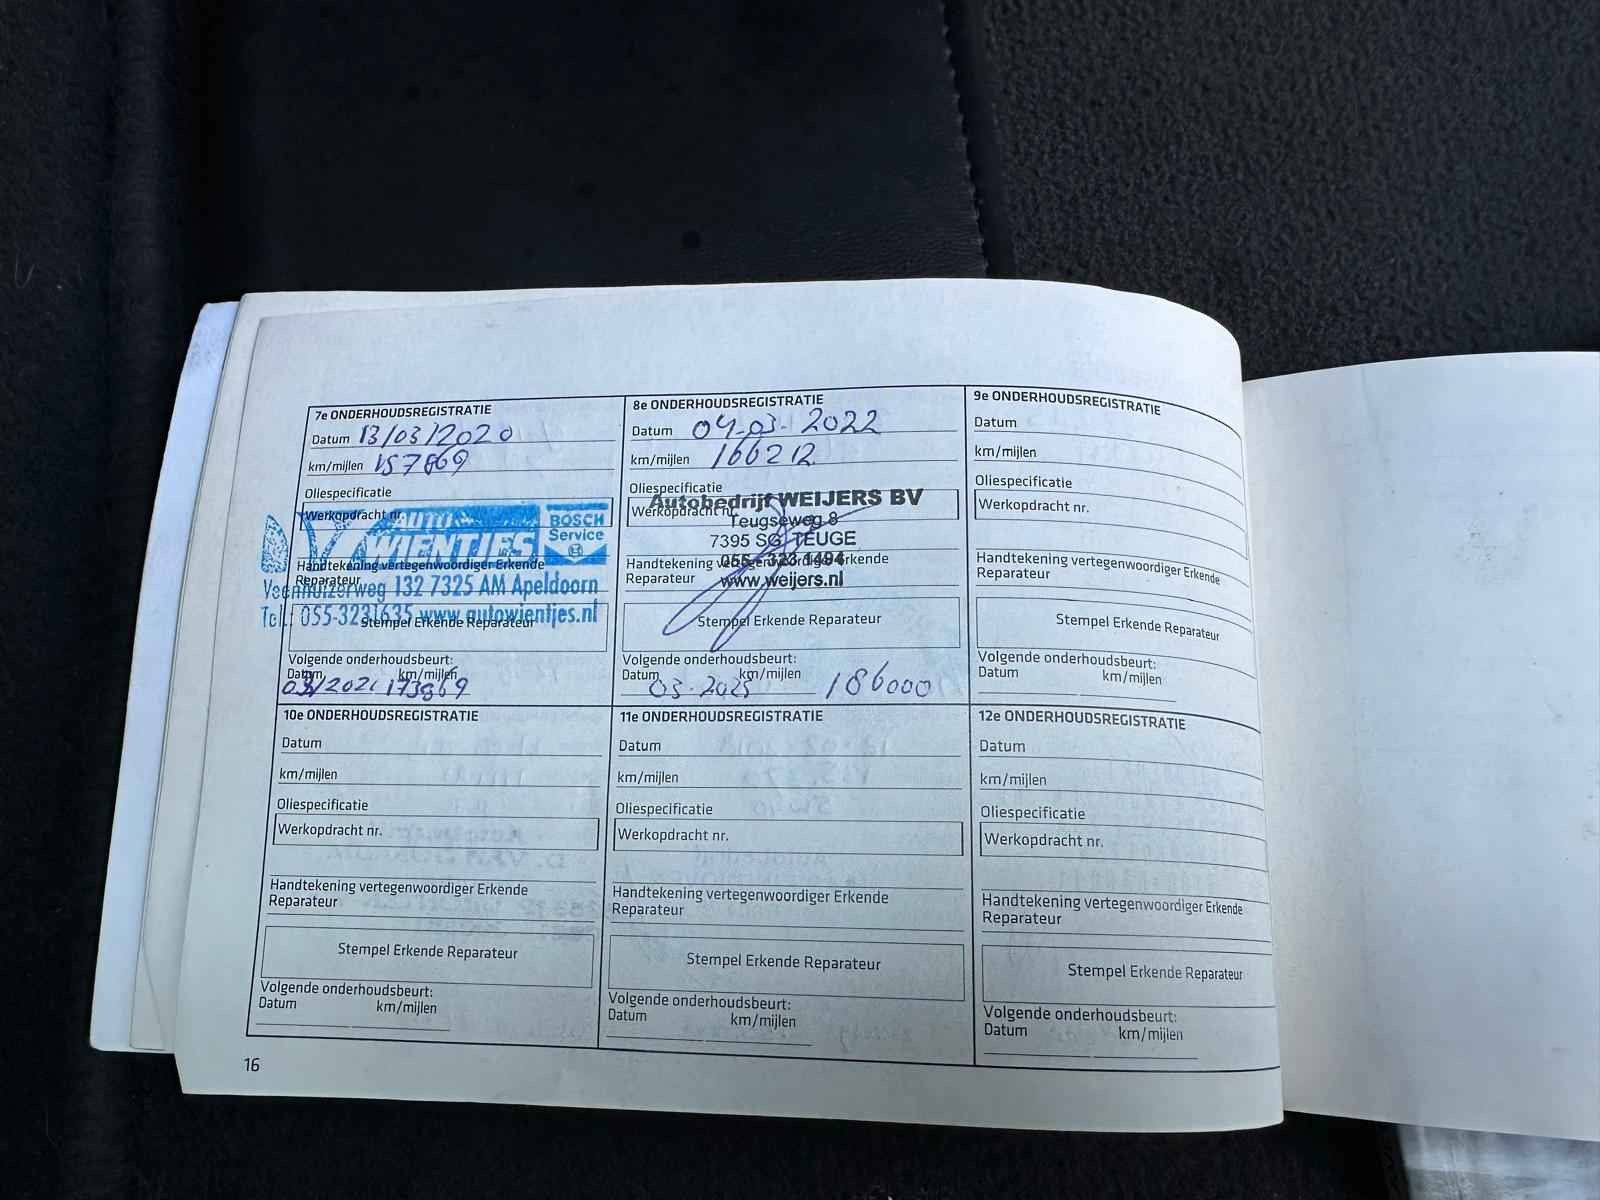 7e ONDERHOUDSREGISTRATIE
Datum 13/03/2020
km/mijlen 157869
Oliespecificatie
Werkopdracht nr.
AUTO WIENTJES
BOSCH Service
Handtekening vertegenwoordiger Erkende
Reparateur
Veenhuizerweg 132 7325 AM Apeldoorn
Tel. 055-3231635 www.autowientjes.nl
Stempel Erkende Reparateur
Volgende onderhoudsbeurt:
Datum km/mijlen
03/2021 173869
8e ONDERHOUDSREGISTRATIE
Datum 04-03-2022
km/mijlen 166212
Oliespecificatie
Autobedrijf WEIJERS BV
Werkopdracht nr.
Teugseweg 8
7395 SG TEUGE
055 - 323 1494
Handtekening vertegenwoordiger Erkende
Reparateur
www.weijers.nl
Stempel Erkende Reparateur
Volgende onderhoudsbeurt:
Datum km/mijlen
03-2023 186000
9e ONDERHOUDSREGISTRATIE
Datum
km/mijlen
Oliespecificatie
Werkopdracht nr.
Handtekening vertegenwoordiger Erkende
Reparateur
Stempel Erkende Reparateur
Volgende onderhoudsbeurt:
Datum km/mijlen
10e ONDERHOUDSREGISTRATIE
Datum
km/mijlen
Oliespecificatie
Werkopdracht nr.
Handtekening vertegenwoordiger Erkende
Reparateur
Stempel Erkende Reparateur
Volgende onderhoudsbeurt:
Datum km/mijlen
11e ONDERHOUDSREGISTRATIE
Datum
km/mijlen
Oliespecificatie
Werkopdracht nr.
Handtekening vertegenwoordiger Erkende
Reparateur
Stempel Erkende Reparateur
Volgende onderhoudsbeurt:
Datum km/mijlen
12e ONDERHOUDSREGISTRATIE
Datum
km/mijlen
Oliespecificatie
Werkopdracht nr.
Handtekening vertegenwoordiger Erkende
Reparateur
Stempel Erkende Reparateur
Volgende onderhoudsbeurt:
Datum km/mijlen
16